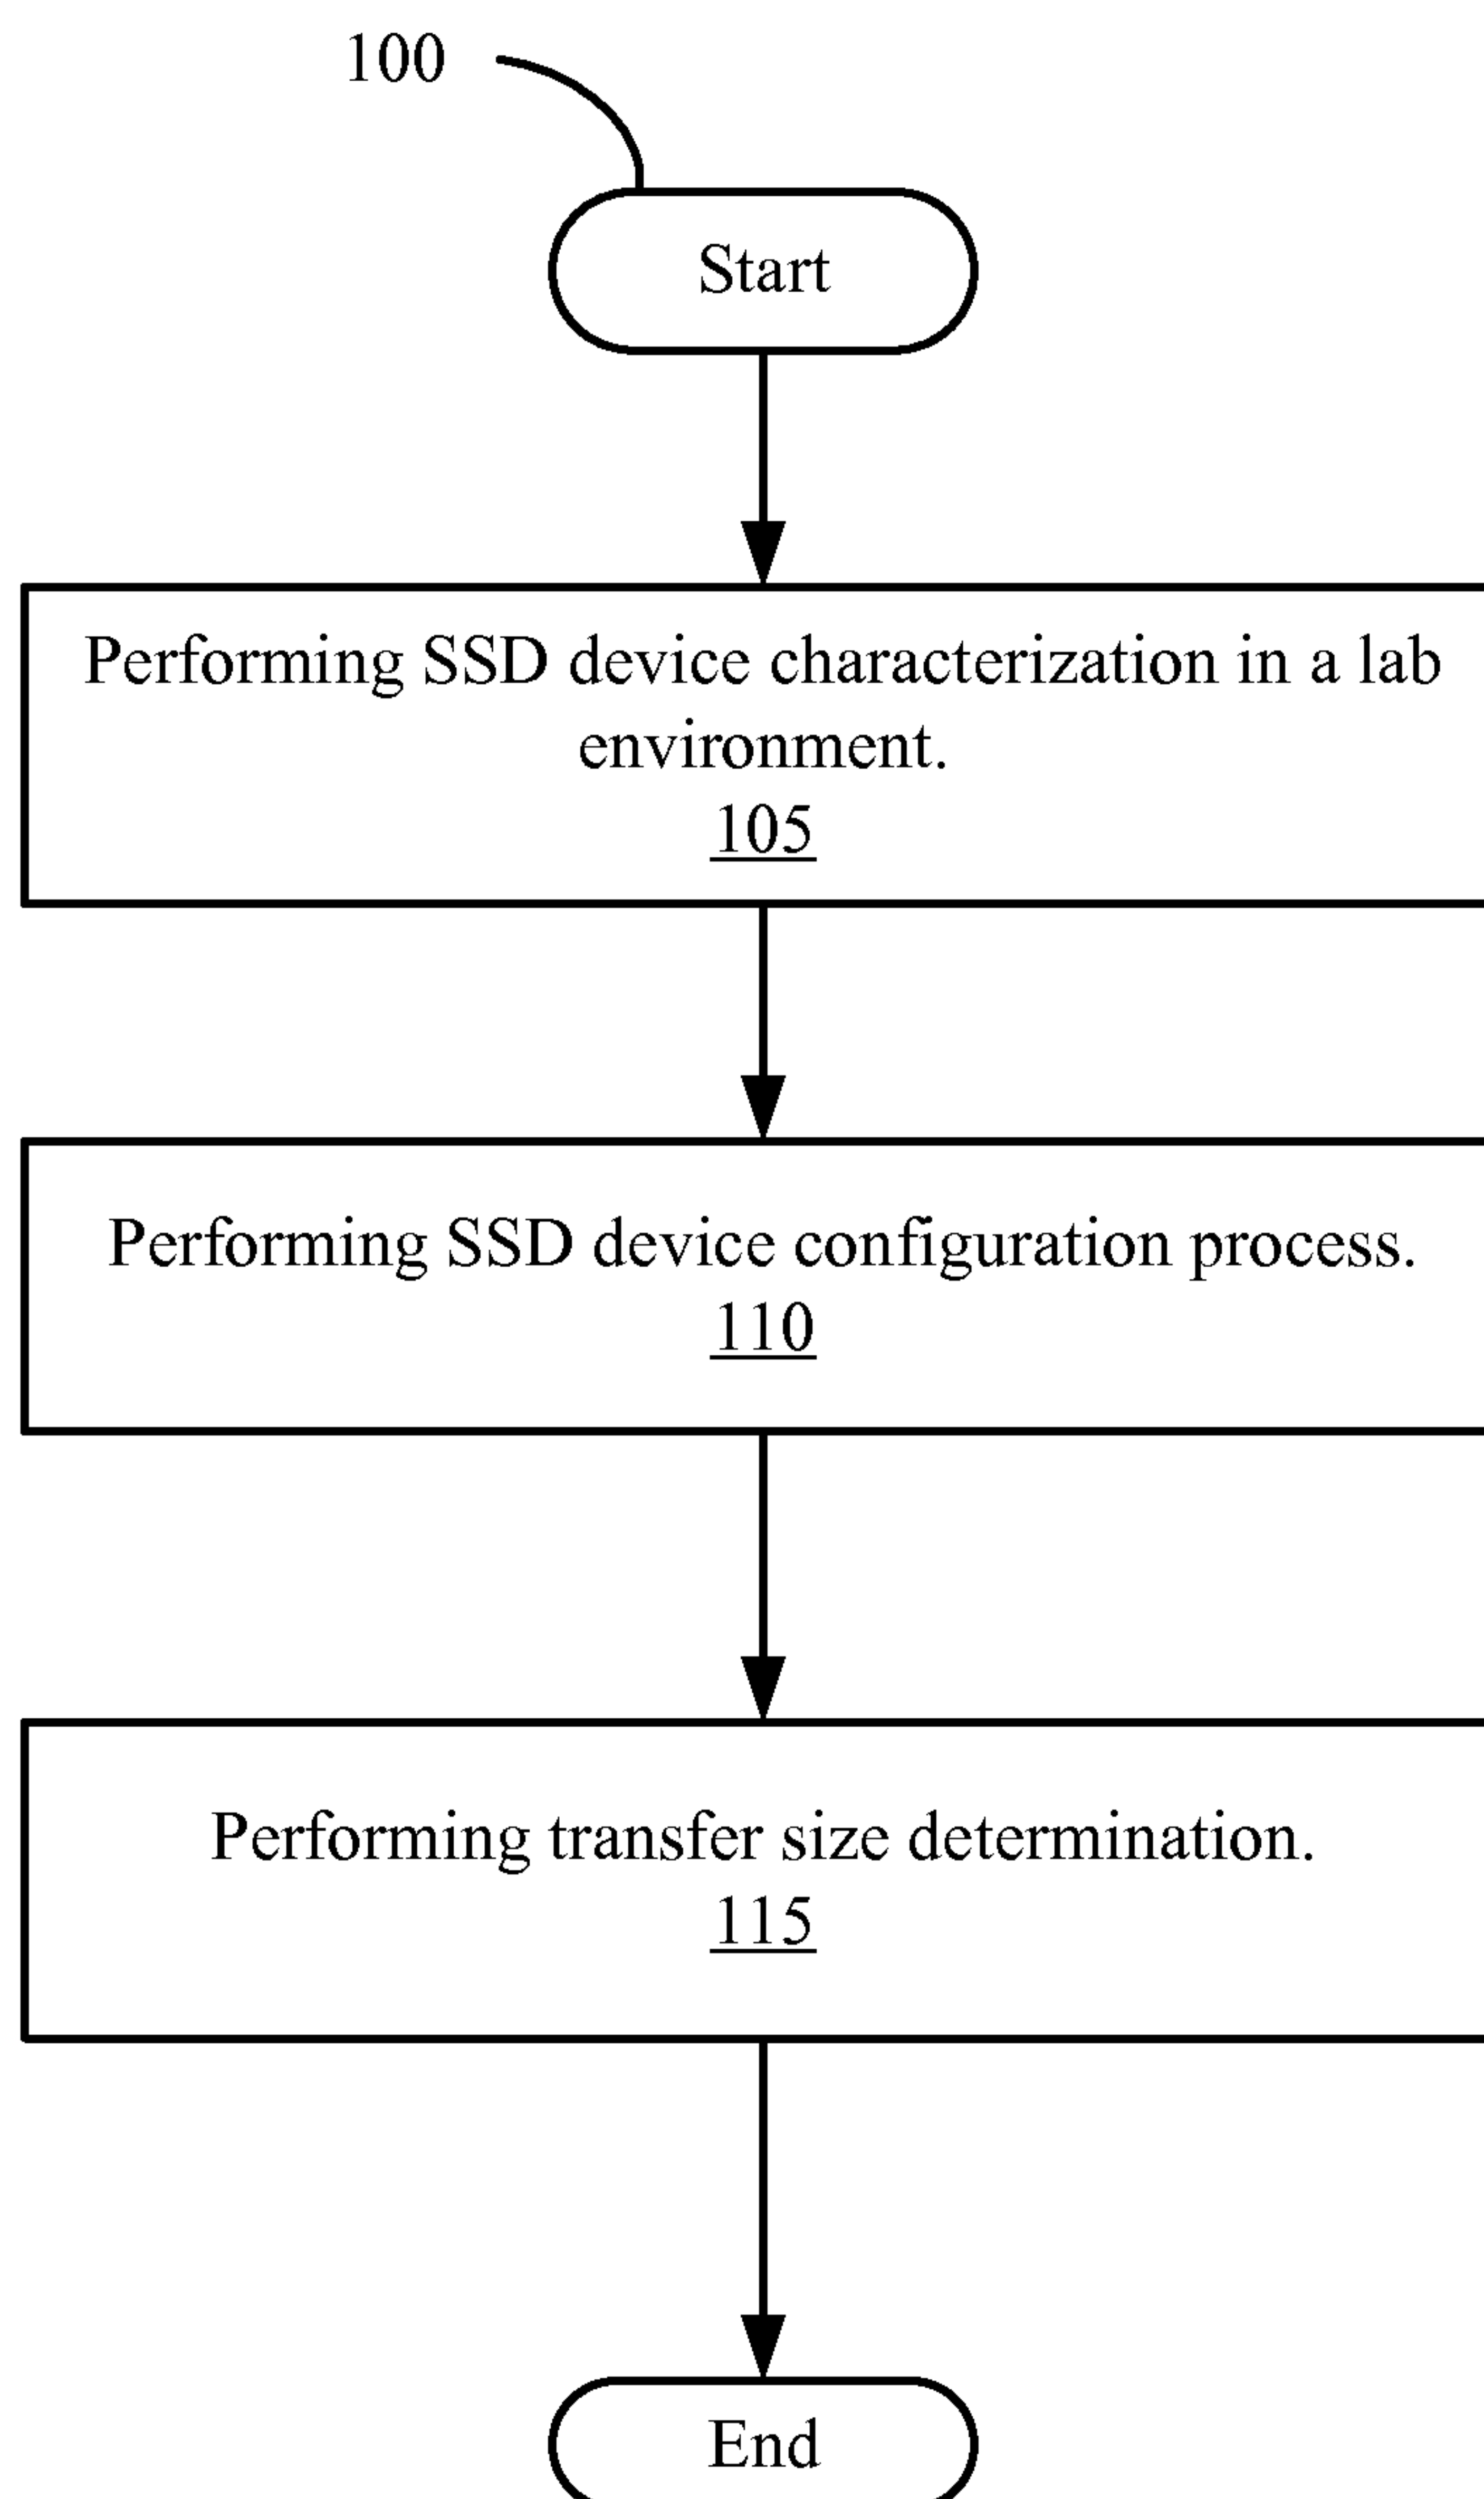 100
Start
Performing SSD device characterization in a lab
environment.
105
Performing SSD device configuration process.
110
Performing transfer size determination.
115
End